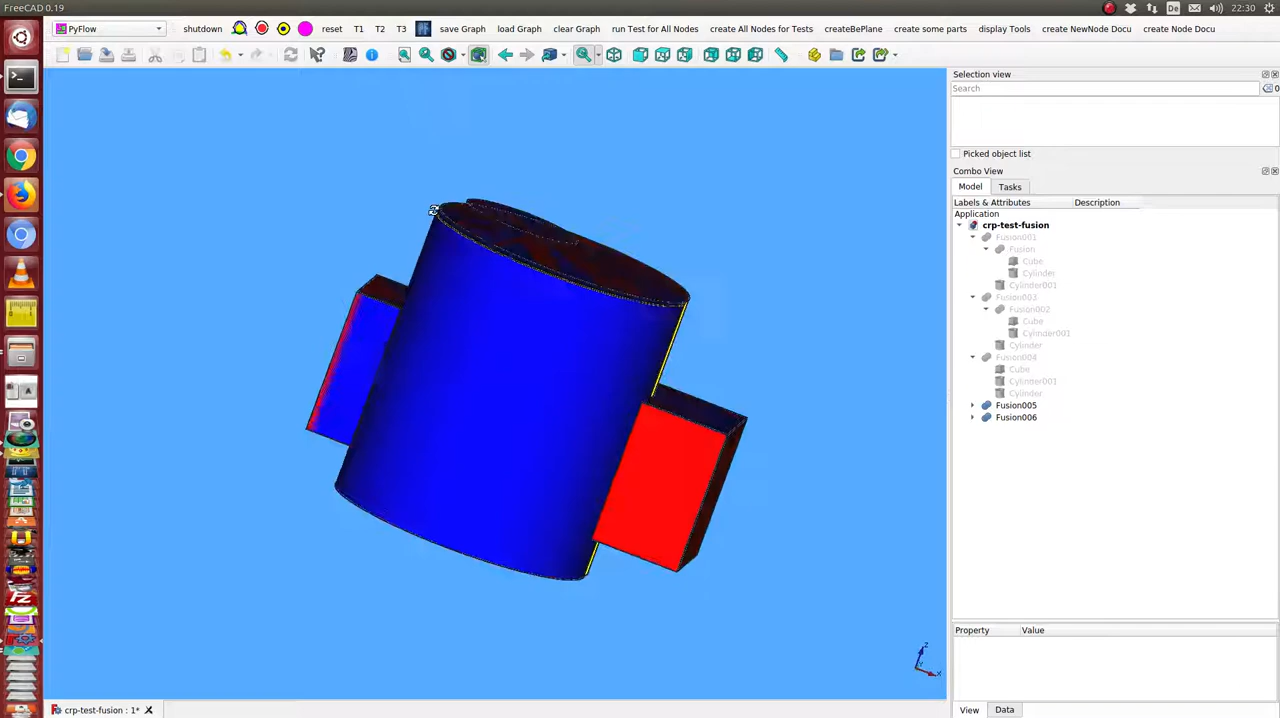 FreeCAD 0.19
De
22:30
PyFlow
shutdown
reset
T1
T2
T3
save Graph
load Graph
clear Graph
run Test for All Nodes
create All Nodes for Tests
createBePlane
create some parts
display Tools
create NewNode Docu
create Node Docu
Selection view
Search
0
Picked object list
Combo View
Model
Tasks
Labels & Attributes
Description
Application
crp-test-fusion
Fusion001
Fusion
Cube
Cylinder
Cylinder001
Fusion003
Fusion002
Cube
Cylinder001
Cylinder
Fusion004
Cube
Cylinder001
Cylinder
Fusion005
Fusion006
Property
Value
Z
Y
X
crp-test-fusion : 1*
View
Data